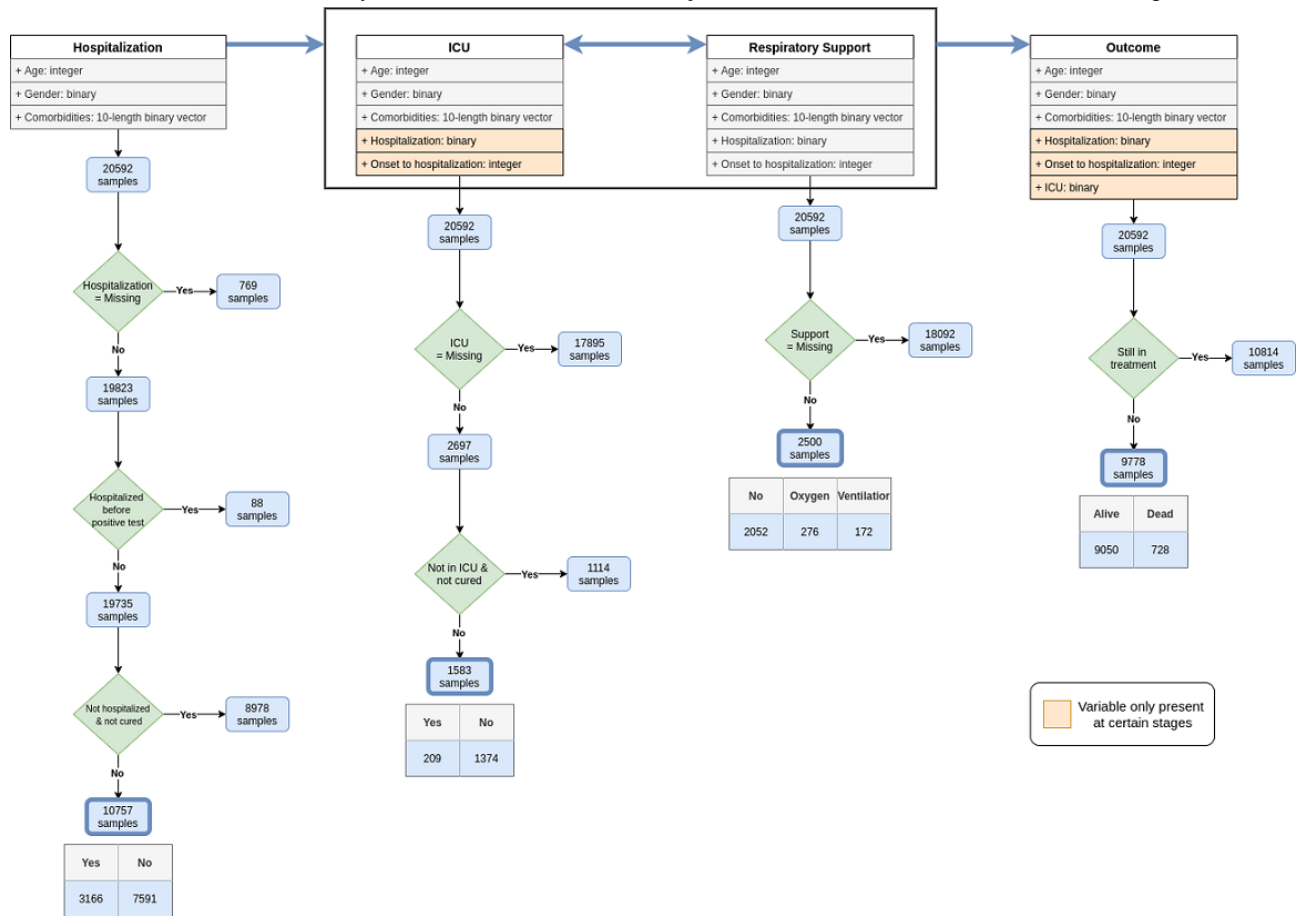 Hospitalization
+ Age: integer
+ Gender: binary
+ Comorbidities: 10-length binary vector
20592
samples
Hospitalization
= Missing
Yes
769
samples
No
19823
samples
Hospitalized
before
positive test
Yes
88
samples
No
19735
samples
Not hospitalized
& not cured
Yes
8978
samples
No
10757
samples
Yes No
3166 7591
ICU
+ Age: integer
+ Gender: binary
+ Comorbidities: 10-length binary vector
+ Hospitalization: binary
+ Onset to hospitalization: integer
20592
samples
ICU
= Missing
Yes
17895
samples
No
2697
samples
Not in ICU &
not cured
Yes
1114
samples
No
1583
samples
Yes No
209 1374
Respiratory Support
+ Age: integer
+ Gender: binary
+ Comorbidities: 10-length binary vector
+ Hospitalization: binary
+ Onset to hospitalization: integer
20592
samples
Support
= Missing
Yes
18092
samples
No
2500
samples
No Oxygen Ventilation
2052 276 172
Outcome
+ Age: integer
+ Gender: binary
+ Comorbidities: 10-length binary vector
+ Hospitalization: binary
+ Onset to hospitalization: integer
+ ICU: binary
20592
samples
Still in
treatment
Yes
10814
samples
No
9778
samples
Alive Dead
9050 728
Variable only present
at certain stages